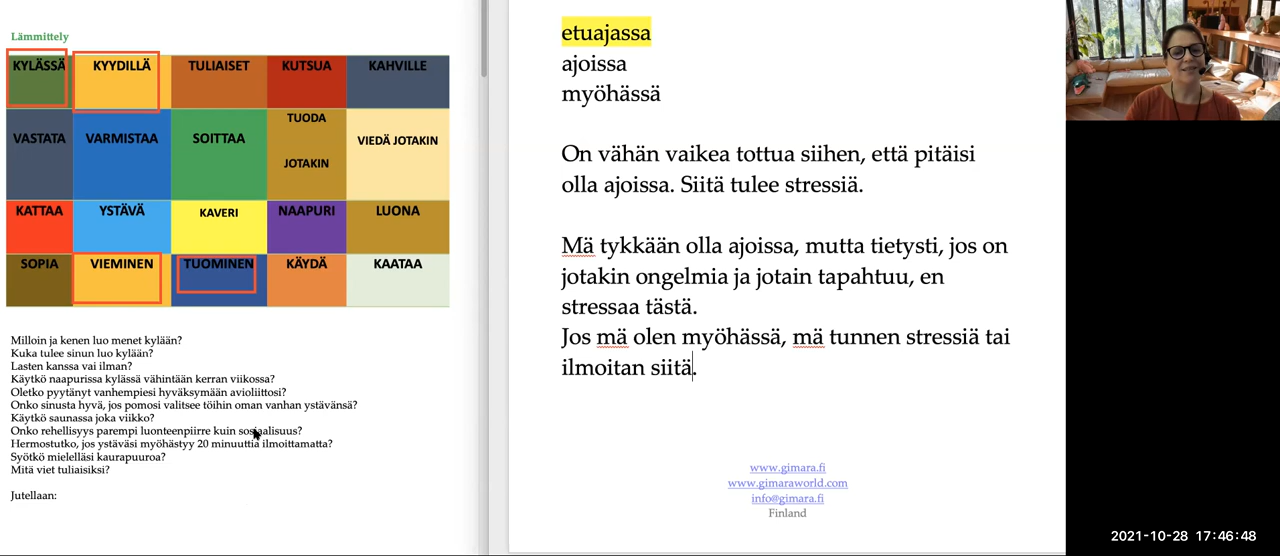 Lämmittely
KYLÄSSÄ KYYDILLÄ TULIAISET KUTSUA KAHVILLE
VASTATA VARMISTAA SOITTAA TUODA JOTAKIN VIEDÄ JOTAKIN
KATTAA YSTÄVÄ KAVERI NAAPURI LUONA
SOPIA VIEMINEN TUOMINEN KÄYDÄ KAATAA
Milloin ja kenen luo menet kylään?
Kuka tulee sinun luo kylään?
Lasten kanssa vai ilman?
Käytkö naapurissa kylässä vähintään kerran viikossa?
Oletko pyytänyt vanhempiesi hyväksymään avioliittosi?
Onko sinusta hyvä, jos pomosi valitsee töihin oman vanhan ystävänsä?
Käytkö saunassa joka viikko?
Onko rehellisyys parempi luonteenpiirre kuin sosiaalisuus?
Hermostutko, jos ystäväsi myöhästyy 20 minuuttia ilmoittamatta?
Syötkö mielelläsi kaurapuuroa?
Mitä viet tuliaisiksi?
Jutellaan:
etuajassa
ajoissa
myöhässä
On vähän vaikea tottua siihen, että pitäisi
olla ajoissa. Siitä tulee stressiä.
Mä tykkään olla ajoissa, mutta tietysti, jos on
jotakin ongelmia ja jotain tapahtuu, en
stressaa tästä.
Jos mä olen myöhässä, mä tunnen stressiä tai
ilmoitan siitä.
www.gimara.fi
www.gimaraworld.com
info@gimara.fi
Finland
2021-10-28 17:46:48